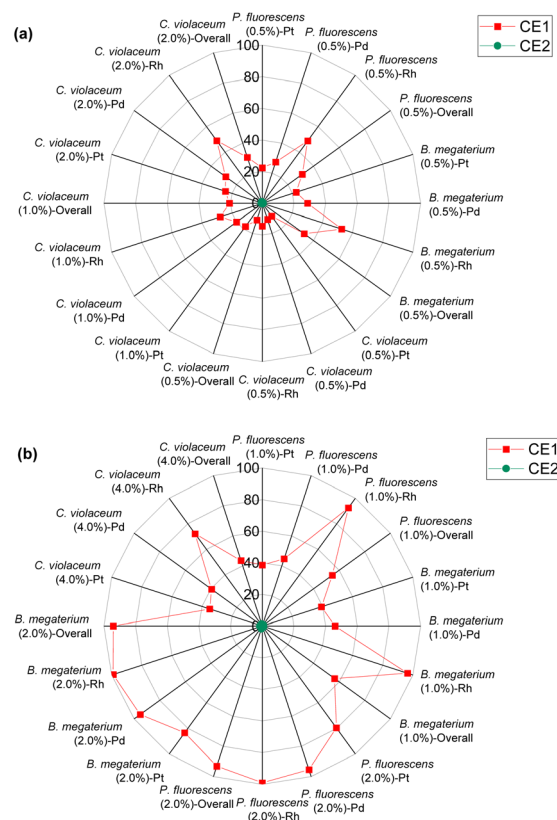 (a)
CE1
CE2
P. fluorescens
(0.5%)-Pt
P. fluorescens
(0.5%)-Pd
P. fluorescens
(0.5%)-Rh
P. fluorescens
(0.5%)-Overall
B. megaterium
(0.5%)-Pt
B. megaterium
(0.5%)-Pd
B. megaterium
(0.5%)-Rh
B. megaterium
(0.5%)-Overall
C. violaceum
(0.5%)-Pt
C. violaceum
(0.5%)-Pd
C. violaceum
(0.5%)-Rh
C. violaceum
(0.5%)-Overall
C. violaceum
(1.0%)-Pt
C. violaceum
(1.0%)-Pd
C. violaceum
(1.0%)-Rh
C. violaceum
(1.0%)-Overall
C. violaceum
(2.0%)-Pt
C. violaceum
(2.0%)-Pd
C. violaceum
(2.0%)-Rh
C. violaceum
(2.0%)-Overall
100
80
60
40
20
(b)
CE1
CE2
P. fluorescens
(1.0%)-Pt
P. fluorescens
(1.0%)-Pd
P. fluorescens
(1.0%)-Rh
P. fluorescens
(1.0%)-Overall
B. megaterium
(1.0%)-Pt
B. megaterium
(1.0%)-Pd
B. megaterium
(1.0%)-Rh
B. megaterium
(1.0%)-Overall
P. fluorescens
(2.0%)-Pt
P. fluorescens
(2.0%)-Pd
P. fluorescens
(2.0%)-Rh
P. fluorescens
(2.0%)-Overall
B. megaterium
(2.0%)-Pt
B. megaterium
(2.0%)-Pd
B. megaterium
(2.0%)-Rh
B. megaterium
(2.0%)-Overall
C. violaceum
(4.0%)-Pt
C. violaceum
(4.0%)-Pd
C. violaceum
(4.0%)-Rh
C. violaceum
(4.0%)-Overall
100
80
60
40
20